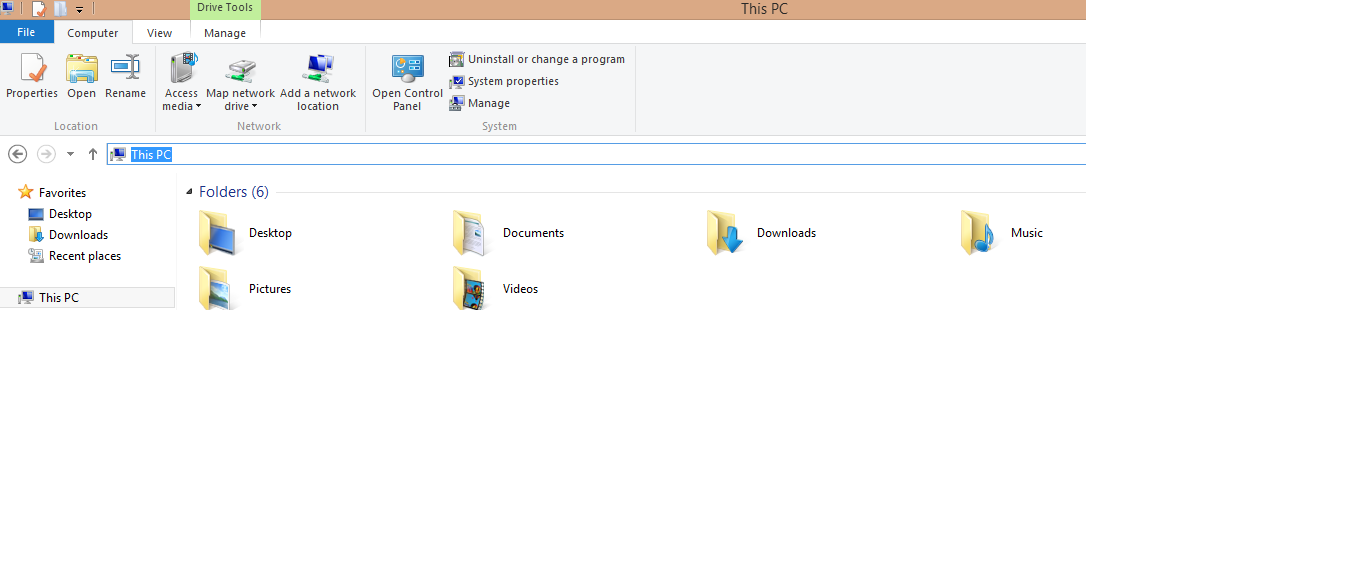 Drive Tools
This PC
File
Computer
View
Manage
Properties
Open
Rename
Access media
Map network drive
Add a network location
Open Control Panel
Uninstall or change a program
System properties
Manage
Location
Network
System
This PC
Favorites
Desktop
Downloads
Recent places
This PC
Folders (6)
Desktop
Documents
Downloads
Music
Pictures
Videos